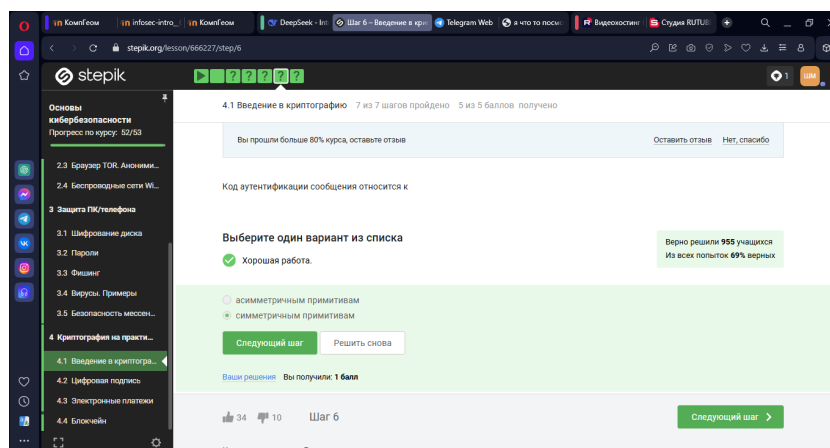 КомпГеом
infosec-intro_
КомпГеом
DeepSeek - Int
Шаг 6 – Введение в кри
Telegram Web
я что то посмо
Видеохостинг
Студия RUTUB
stepik.org/lesson/666227/step/6
stepik
1
ШМ
Основы
кибербезопасности
Прогресс по курсу: 52/53
2.3 Браузер TOR. Анонимн...
2.4 Беспроводные сети Wi...
3 Защита ПК/телефона
3.1 Шифрование диска
3.2 Пароли
3.3 Фишинг
3.4 Вирусы. Примеры
3.5 Безопасность мессен...
4 Криптография на практи...
4.1 Введение в криптогра...
4.2 Цифровая подпись
4.3 Электронные платежи
4.4 Блокчейн
4.1 Введение в криптографию 7 из 7 шагов пройдено 5 из 5 баллов получено
Вы прошли больше 80% курса, оставьте отзыв
Оставить отзыв Нет, спасибо
Код аутентификации сообщения относится к
Выберите один вариант из списка
Хорошая работа.
Верно решили 955 учащихся
Из всех попыток 69% верных
асимметричным примитивам
симметричным примитивам
Следующий шаг Решить снова
Ваши решения Вы получили: 1 балл
34 10 Шаг 6
Следующий шаг